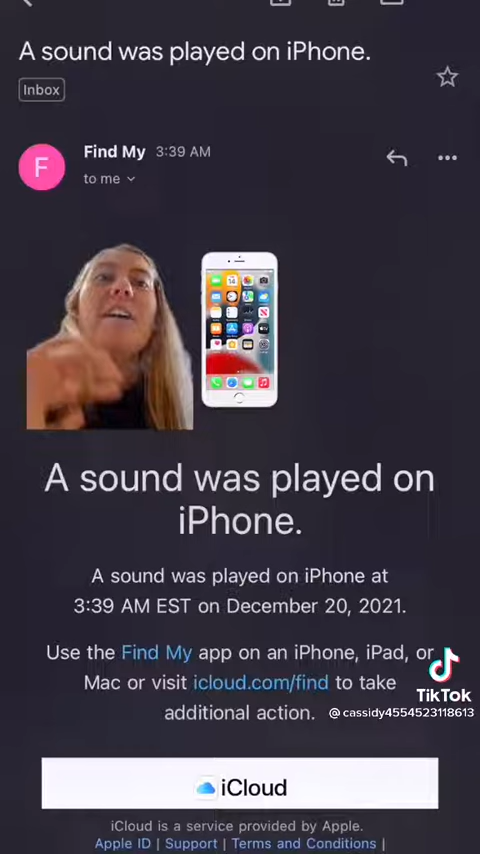 A sound was played on iPhone.
Inbox
F
Find My 3:39 AM
to me
A sound was played on
iPhone.
A sound was played on iPhone at
3:39 AM EST on December 20, 2021.
Use the Find My app on an iPhone, iPad, or
Mac or visit icloud.com/find to take
additional action.
TikTok
@ cassidy4554523118613
iCloud
iCloud is a service provided by Apple.
Apple ID | Support | Terms and Conditions |